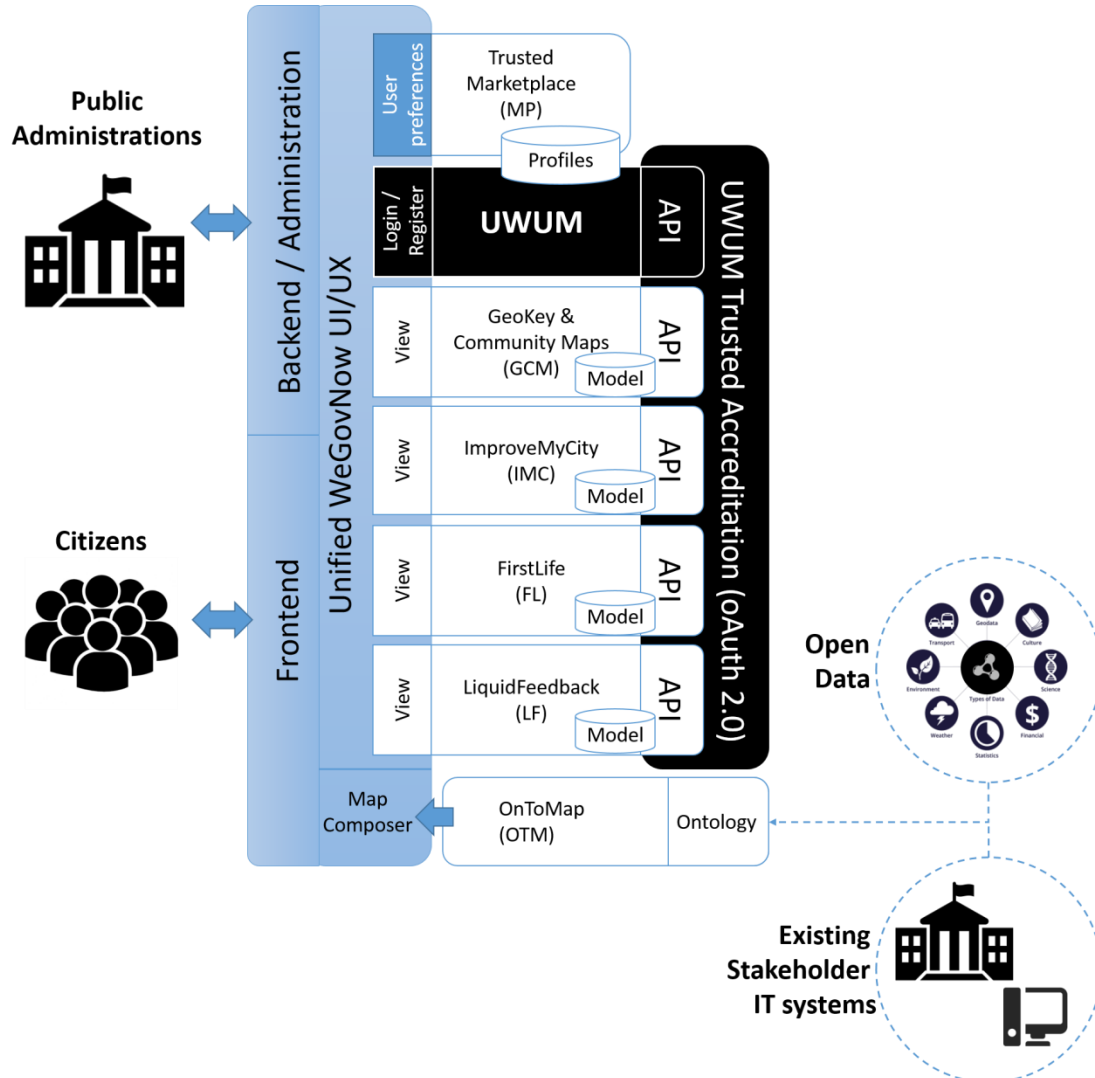 Public
Administrations
Citizens
Backend / Administration
Frontend
Unified WeGovNow UI/UX
User
preferences
Trusted
Marketplace
(MP)
Profiles
Login /
Register
UWUM
API
View
GeoKey &
Community Maps
(GCM)
Model
API
View
ImproveMyCity
(IMC)
Model
API
View
FirstLife
(FL)
Model
API
View
LiquidFeedback
(LF)
Model
API
UWUM Trusted Accreditation (oAuth 2.0)
Map
Composer
OnToMap
(OTM)
Ontology
Open
Data
Geodata
Transport
Culture
Environment
Types of Data
Science
Weather
Financial
Statistics
Existing
Stakeholder
IT systems